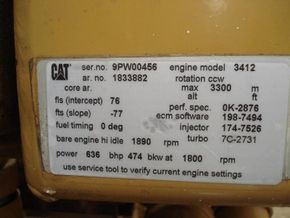 CAT ser.no. 9PW00456 engine model 3412
ar. no. 1833882 rotation ccw
core ar. max 3300 ft
alt m
fls (intercept) 76 perf. spec. 0K-2876
fts (slope) -77 ecm software 198-7494
fuel timing 0 deg injector 174-7526
bare engine hi idle 1890 rpm turbo 7C-2731
power 636 bhp 474 bkw at 1800 rpm
use service tool to verify current engine settings